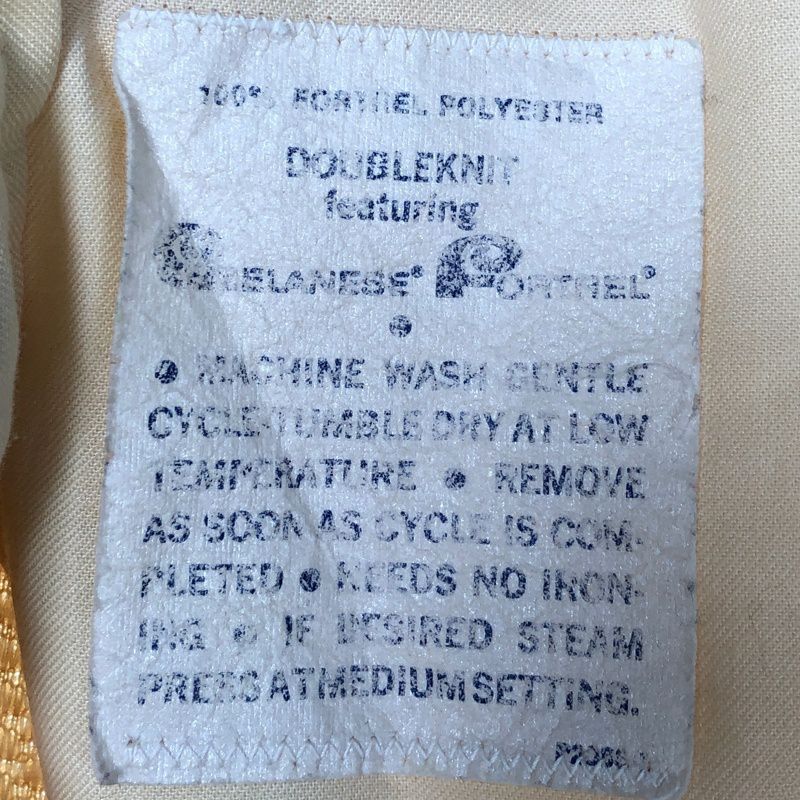 100% FORTREL POLYESTER
DOUBLEKNIT
featuring
CELANESE® FORTREL®
• MACHINE WASH GENTLE
CYCLE-TUMBLE DRY AT LOW
TEMPERATURE • REMOVE
AS SOON AS CYCLE IS COM-
PLETED • NEEDS NO IRON-
ING • IF DESIRED STEAM
PRESS AT MEDIUM SETTING.